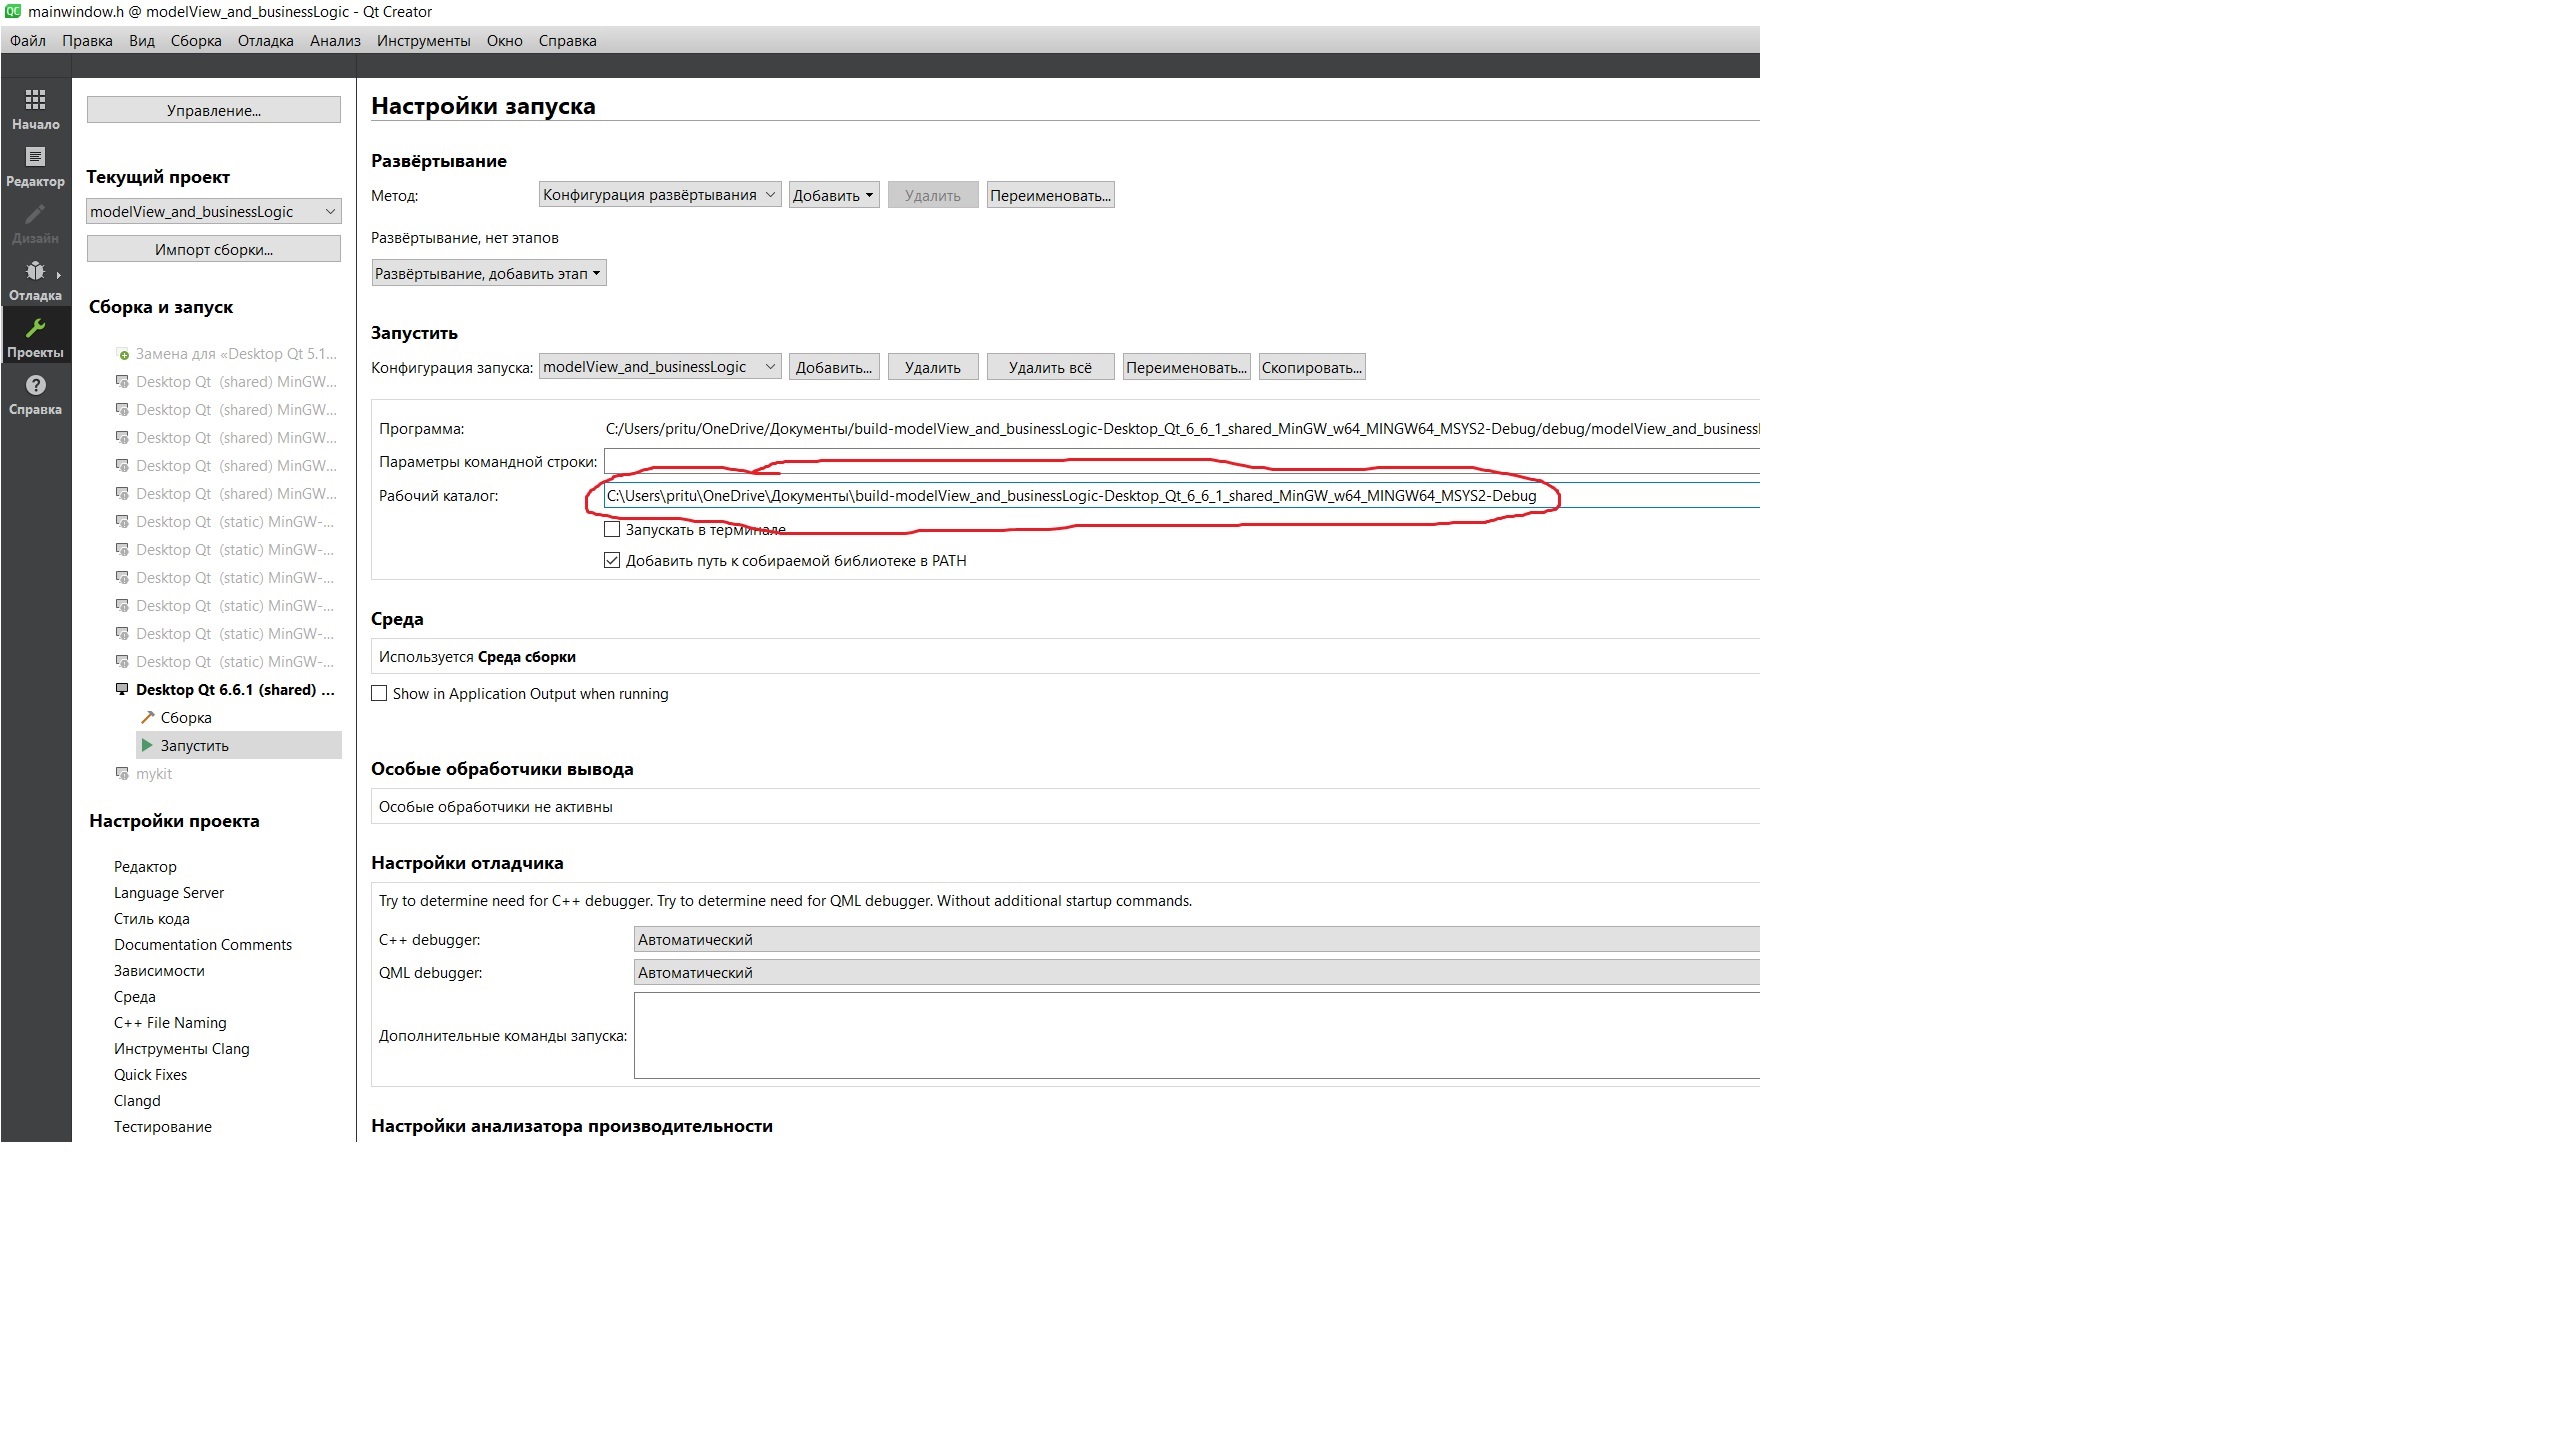 mainwindow.h @ modelView_and_businessLogic - Qt Creator
Файл Правка Вид Сборка Отладка Анализ Инструменты Окно Справка
Начало
Редактор
Дизайн
Отладка
Проекты
Справка
Управление...
Текущий проект
modelView_and_businessLogic
Импорт сборки...
Сборка и запуск
Замена для «Desktop Qt 5.1...
Desktop Qt (shared) MinGW...
Desktop Qt (shared) MinGW...
Desktop Qt (shared) MinGW...
Desktop Qt (shared) MinGW...
Desktop Qt (shared) MinGW...
Desktop Qt (static) MinGW-...
Desktop Qt (static) MinGW-...
Desktop Qt (static) MinGW-...
Desktop Qt (static) MinGW-...
Desktop Qt (static) MinGW-...
Desktop Qt (static) MinGW-...
Desktop Qt 6.6.1 (shared) ...
Сборка
Запустить
mykit
Настройки проекта
Редактор
Language Server
Стиль кода
Documentation Comments
Зависимости
Среда
C++ File Naming
Инструменты Clang
Quick Fixes
Clangd
Тестирование
Настройки запуска
Развёртывание
Метод: Конфигурация развёртывания Добавить Удалить Переименовать...
Развёртывание, нет этапов
Развёртывание, добавить этап
Запустить
Конфигурация запуска: modelView_and_businessLogic Добавить... Удалить Удалить всё Переименовать... Скопировать...
Программа: C:/Users/pritu/OneDrive/Документы/build-modelView_and_businessLogic-Desktop_Qt_6_6_1_shared_MinGW_w64_MINGW64_MSYS2-Debug/debug/modelView_and_business
Параметры командной строки:
Рабочий каталог: C:\Users\pritu\OneDrive\Документы\build-modelView_and_businessLogic-Desktop_Qt_6_6_1_shared_MinGW_w64_MINGW64_MSYS2-Debug
Запускать в терминале
Добавить путь к собираемой библиотеке в PATH
Среда
Используется Среда сборки
Show in Application Output when running
Особые обработчики вывода
Особые обработчики не активны
Настройки отладчика
Try to determine need for C++ debugger. Try to determine need for QML debugger. Without additional startup commands.
C++ debugger: Автоматический
QML debugger: Автоматический
Дополнительные команды запуска:
Настройки анализатора производительности